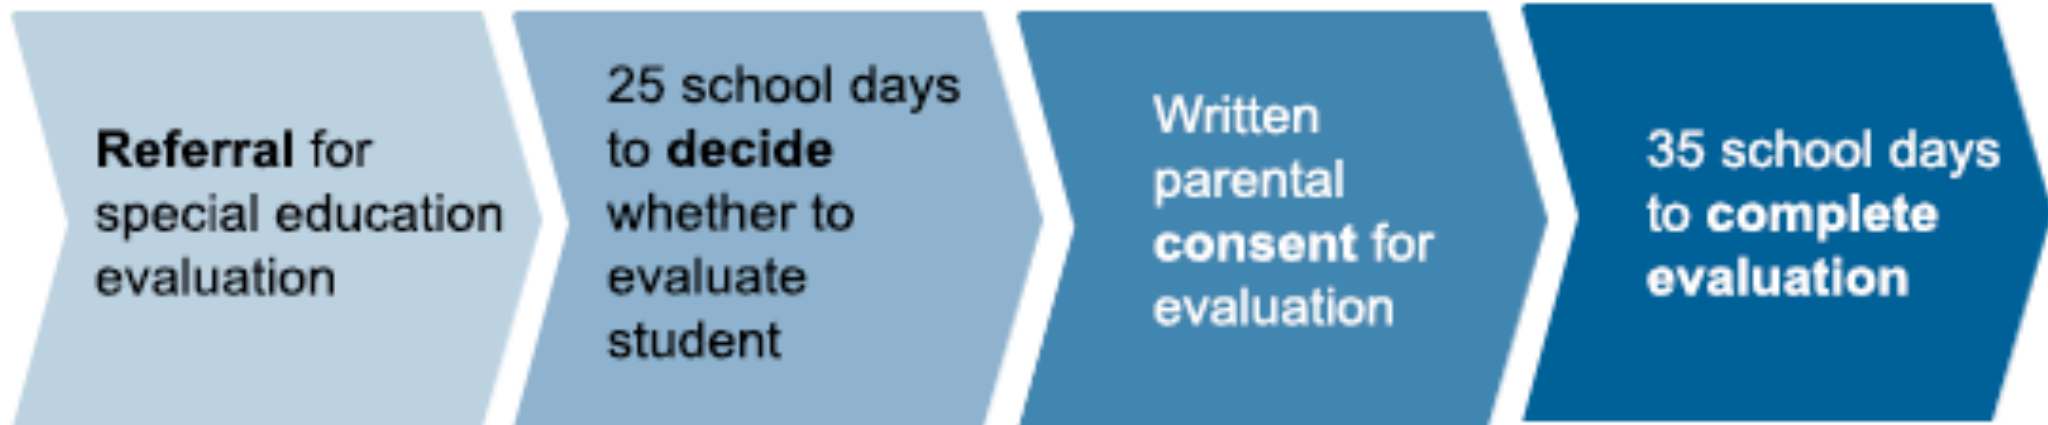 Referral for
special education
evaluation
25 school days
to decide
whether to
evaluate
student
Written
parental
consent for
evaluation
35 school days
to complete
evaluation